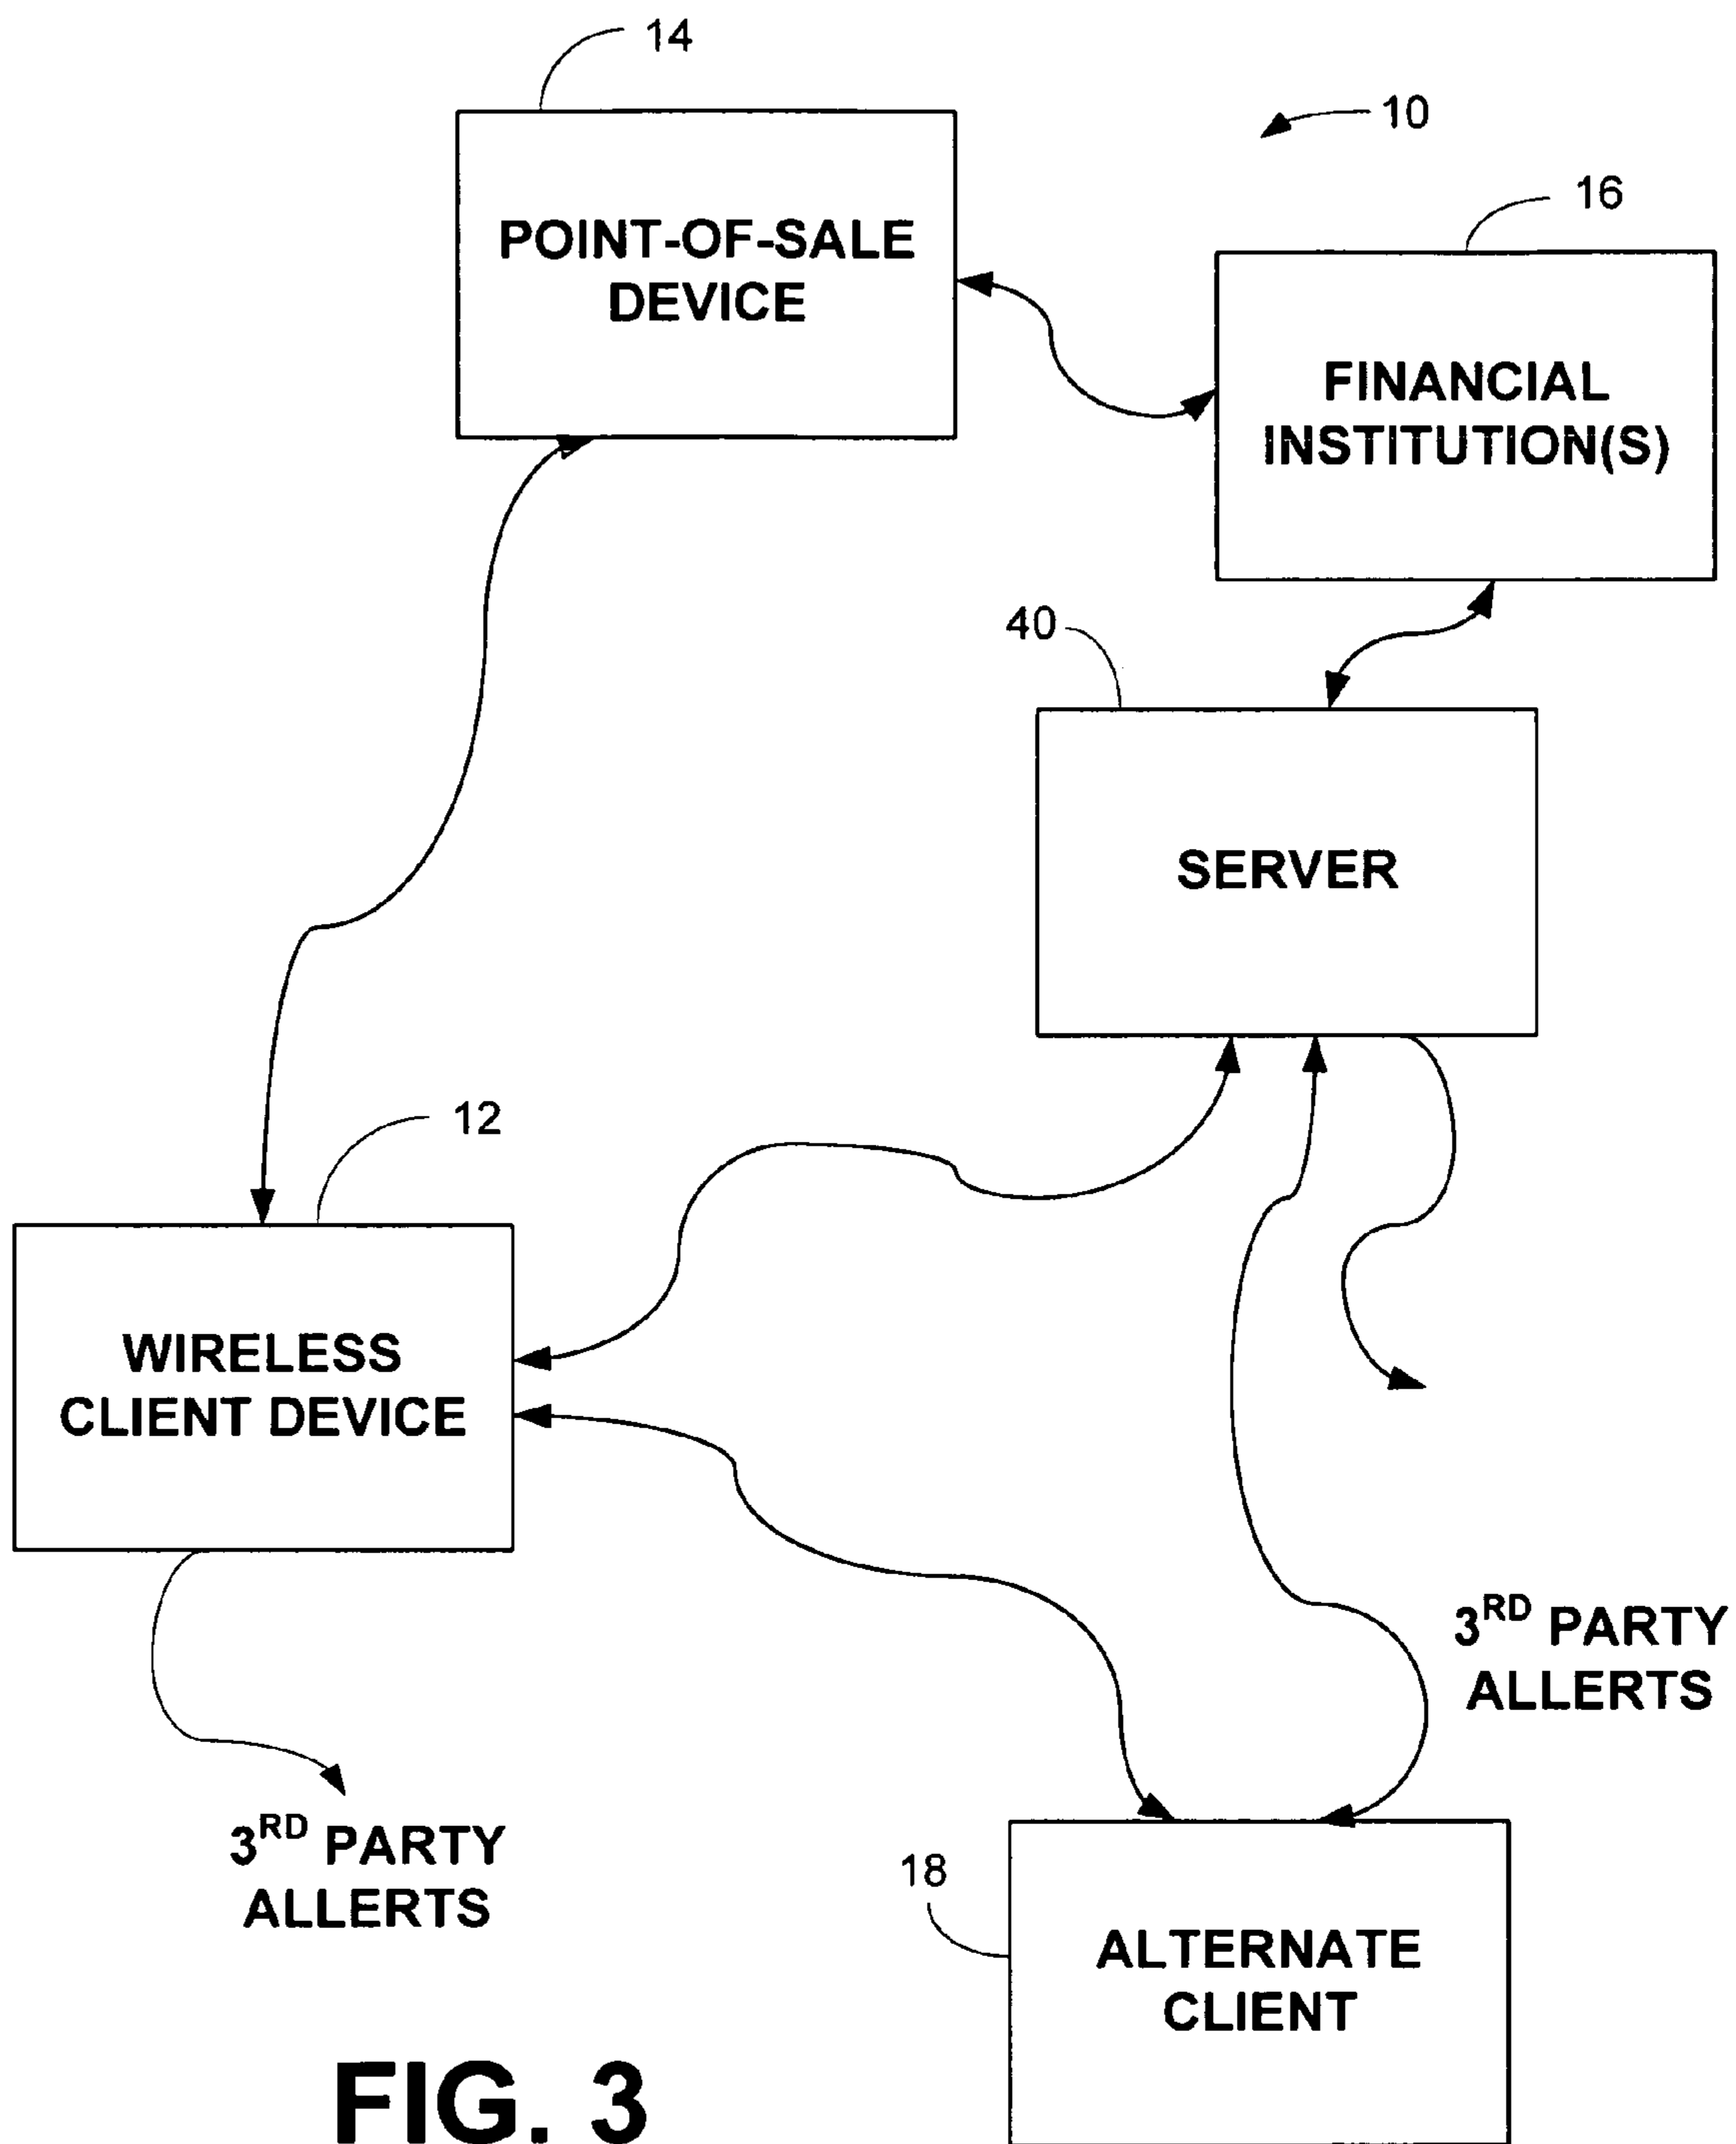 14
10
POINT-OF-SALE
DEVICE
16
FINANCIAL
INSTITUTION(S)
40
SERVER
12
WIRELESS
CLIENT DEVICE
3RD PARTY
ALLERTS
3RD PARTY
ALLERTS
18
ALTERNATE
CLIENT
FIG. 3